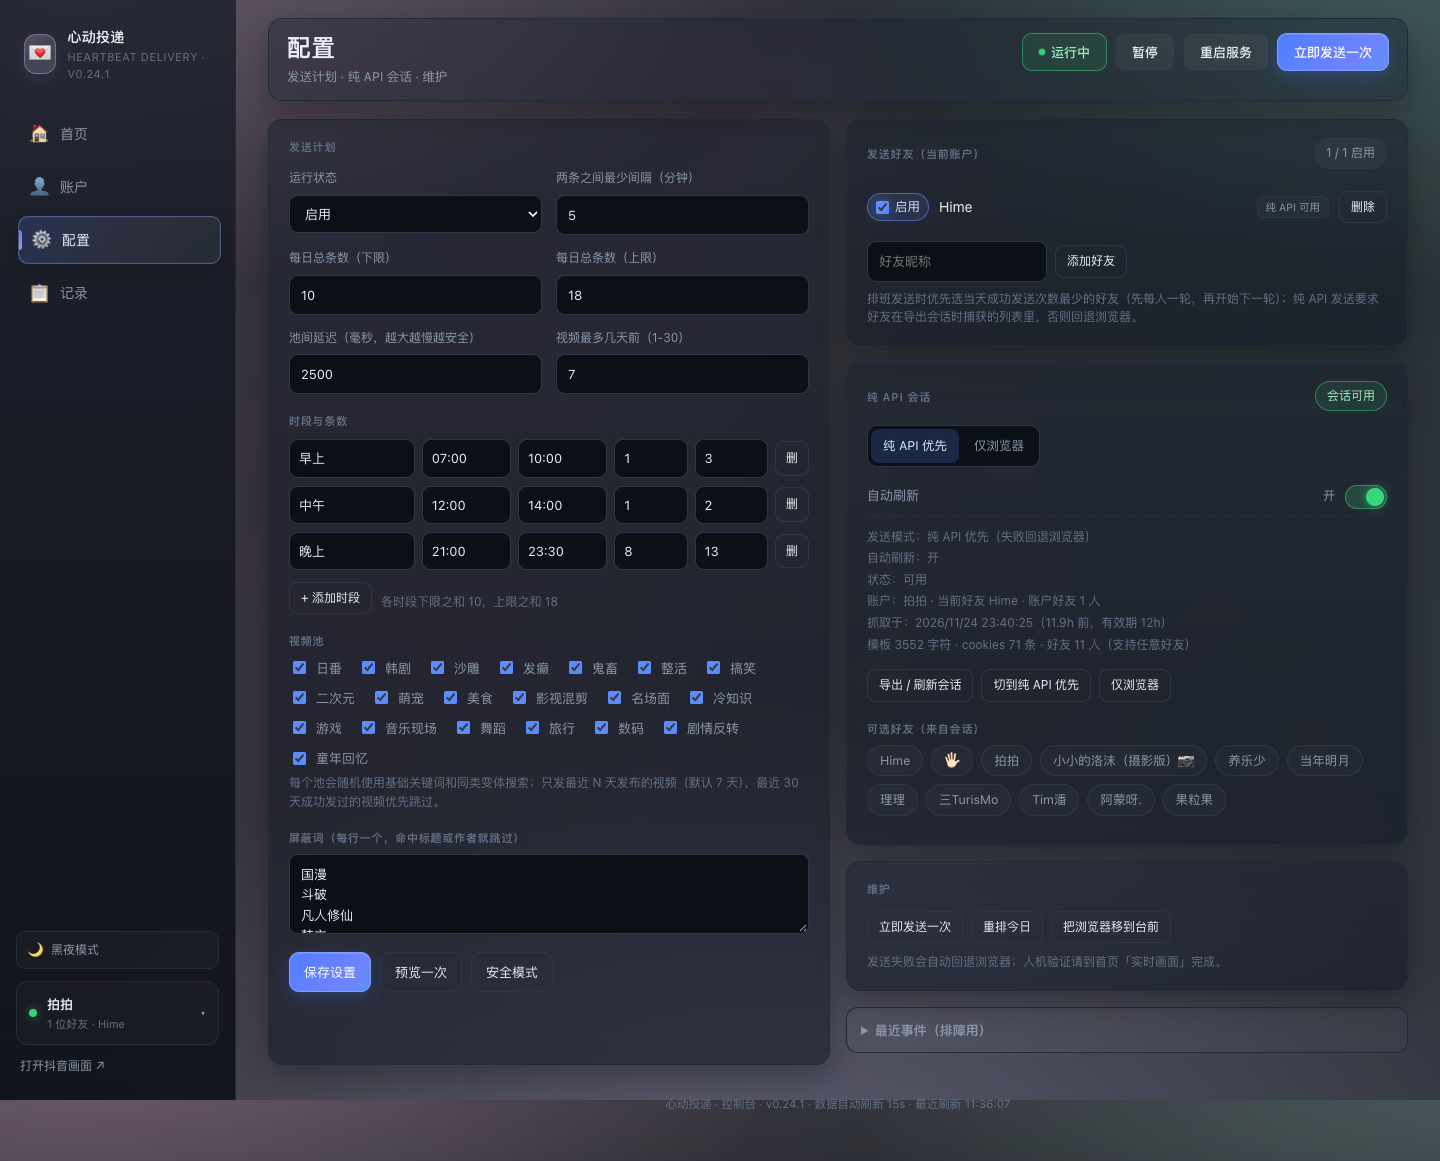 心动投递
HEARTBEAT DELIVERY ·
V0.24.1
首页
账户
配置
记录
黑夜模式
拍拍
1 位好友 · Hime
打开抖音画面 ↗
配置
发送计划 · 纯 API 会话 · 维护
运行中
暂停
重启服务
立即发送一次
发送计划
运行状态
两条之间最少间隔（分钟）
启用
5
每日总条数（下限）
每日总条数（上限）
10
18
池间延迟（毫秒，越大越慢越安全）
视频最多几天前（1-30）
2500
7
时段与条数
早上 07:00 10:00 1 3 删
中午 12:00 14:00 1 2 删
晚上 21:00 23:30 8 13 删
+ 添加时段 各时段下限之和 10，上限之和 18
视频池
日番 韩剧 沙雕 发癫 鬼畜 整活 搞笑
二次元 萌宠 美食 影视混剪 名场面 冷知识
游戏 音乐现场 舞蹈 旅行 数码 剧情反转
童年回忆
每个池会随机使用基础关键词和同类变体搜索；只发最近 N 天发布的视频（默认 7 天），最近 30
天成功发过的视频优先跳过。
屏蔽词（每行一个，命中标题或作者就跳过）
国漫
斗破
凡人修仙
保存设置
预览一次
安全模式
发送好友（当前账户）
1 / 1 启用
启用 Hime 纯 API 可用 删除
好友昵称 添加好友
排班发送时优先选当天成功发送次数最少的好友（先每人一轮，再开始下一轮）；纯 API 发送要求
好友在导出会话时捕获的列表里，否则回退浏览器。
纯 API 会话
会话可用
纯 API 优先 仅浏览器
自动刷新 开
发送模式：纯 API 优先（失败回退浏览器）
自动刷新：开
状态：可用
账户：拍拍 · 当前好友 Hime · 账户好友 1 人
抓取于：2026/11/24 23:40:25（11.9h 前，有效期 12h）
模板 3552 字符 · cookies 71 条 · 好友 11 人（支持任意好友）
导出 / 刷新会话 切到纯 API 优先 仅浏览器
可选好友（来自会话）
Hime 🖐🏻 拍拍 小小的洛沫（摄影版）📷 养乐少 当年明月
理理 三TurisMo Tim潘 阿蒙呀. 果粒果
维护
立即发送一次 重排今日 把浏览器移到台前
发送失败会自动回退浏览器；人机验证请到首页「实时画面」完成。
最近事件（排障用）
心动投递 · 控制台 · v0.24.1 · 数据自动刷新 15s · 最近刷新 11:36:07